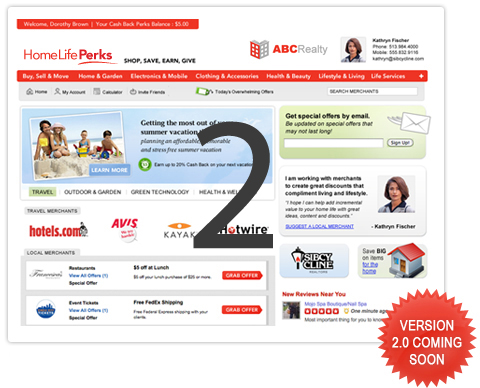 Welcome, Dorothy Brown | Your Cash Back Perks Balance : $5.00
HomeLifePerks
SHOP, SAVE, EARN, GIVE
ABCRealty
Kathryn Fischer
Phone: 513.984.4000
Mobile: 555.832.9116
kathryn@sibcycline.com
Buy, Sell & Move
Home & Garden
Electronics & Mobile
Clothing & Accessories
Health & Beauty
Lifestyle & Living
Life Services
+
Home
My Account
Calculator
Invite Friends
Today's Overwhelming Offers
SEARCH MERCHANTS
Getting the most out of
summer vacation
planning an affordable
and stress free summer vacation
Earn up to 20% Cash Back on your next vacation
LEARN MORE
TRAVEL
OUTDOOR & GARDEN
GREEN TECHNOLOGY
HEALTH &
2
Get special offers by email.
Be updated on special offers that
may not last long!
Sign Up!
I am working with merchants
to create great discounts that
compliment living and lifestyle.
"I hope I can help add incremental
value to your home life with great
ideas, content and discounts."
SUGGEST A LOCAL MERCHANT
- Kathryn Fischer
TRAVEL MERCHANTS
hotels.com
AVIS
We try harder
KAYAK
Hotwire
LOCAL MERCHANTS
Restaurants
View All Offers (1)
Special Offer
$5 off at Lunch
$5 off your lunch purchase of $25 or more.
GRAB OFFER
Event Tickets
View All Offers (1)
Special Offer
Free FedEx Shipping
Free Federal Express shipping with your
classic tickets.
GRAB OFFER
SIBCY
CLINE
REALTORS
Save BIG
on items
for the
home
New Reviews Near You
Mojo Spa Boutique/Nail Spa
One minute ago
Most important thing for you to know
VERSION
2.0 COMING
SOON